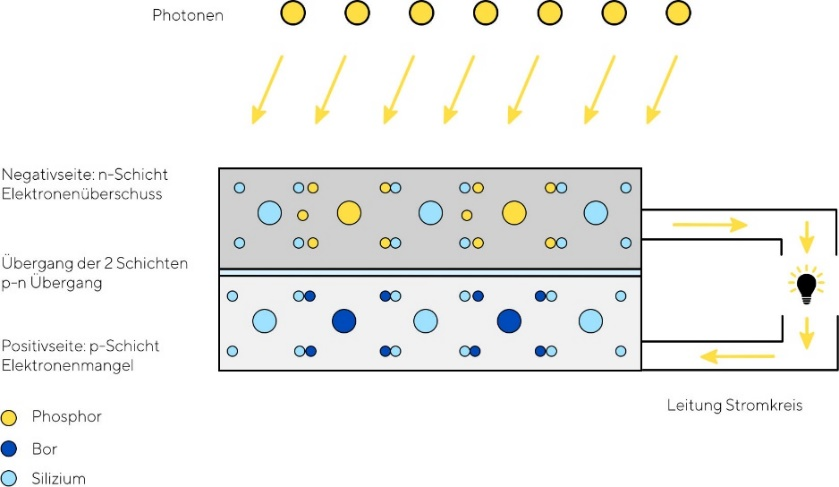 Photonen
Negativseite: n-Schicht
Elektronenüberschuss
Übergang der 2 Schichten
p-n Übergang
Positivseite: p-Schicht
Elektronenmangel
Leitung Stromkreis
Phosphor
Bor
Silizium